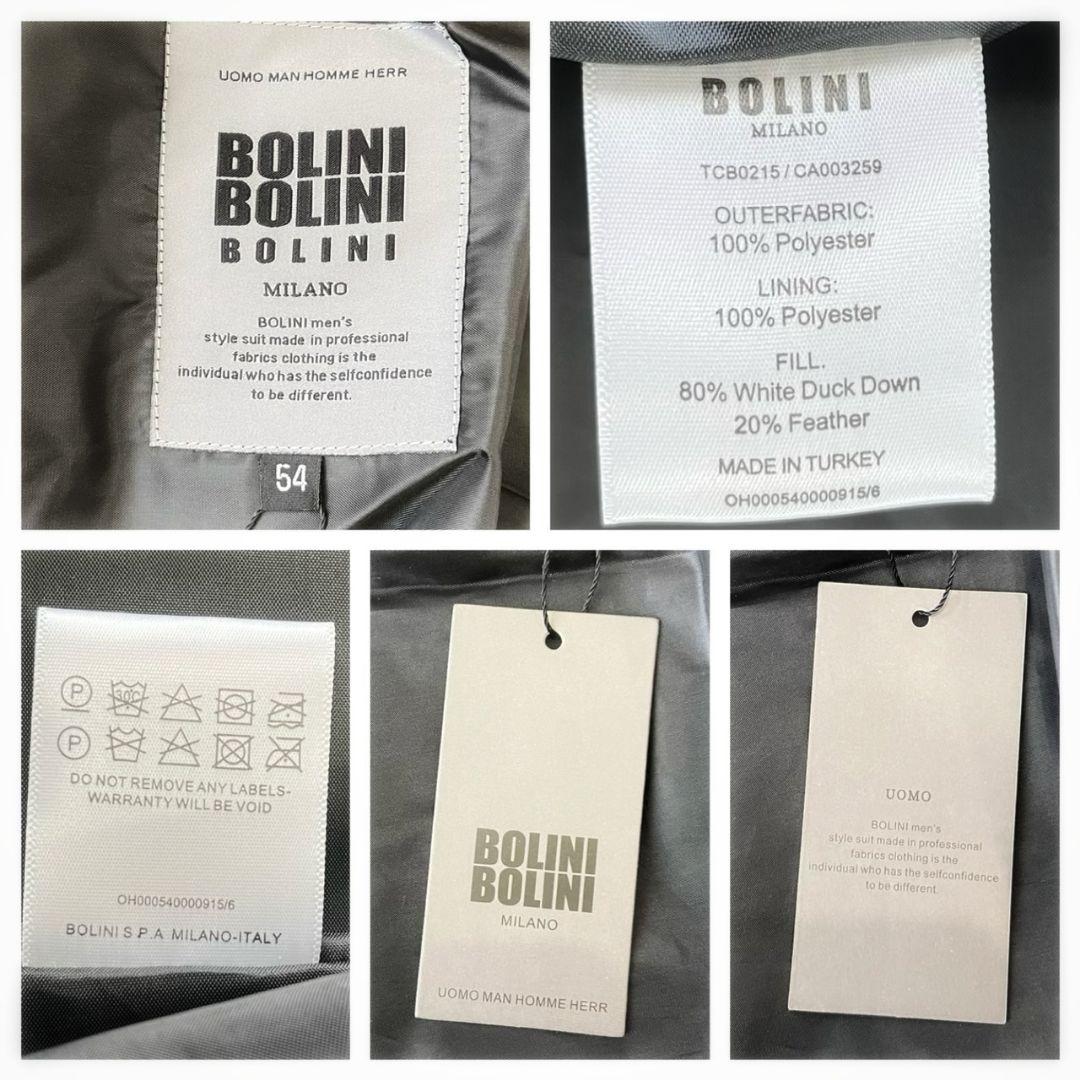 UOMO MAN HOMME HERR
BOLINI
BOLINI
BOLINI
MILANO
BOLINI men's
style suit made in professional
fabrics clothing is the
individual who has the selfconfidence
to be different.
54
BOLINI
MILANO
TCB0215 / CA003259
OUTERFABRIC:
100% Polyester
LINING:
100% Polyester
FILL.
80% White Duck Down
20% Feather
MADE IN TURKEY
OH000540000915/6
P 30°C
P
DO NOT REMOVE ANY LABELS-
WARRANTY WILL BE VOID
OH000540000915/6
BOLINI S.P.A MILANO-ITALY
BOLINI
BOLINI
MILANO
UOMO MAN HOMME HERR
UOMO
BOLINI men's
style suit made in professional
fabrics clothing is the
individual who has the selfconfidence
to be different.